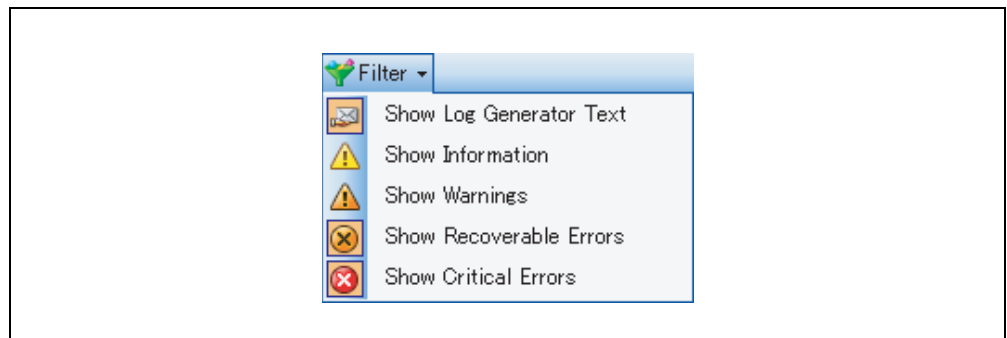 Filter
Show Log Generator Text
Show Information
Show Warnings
Show Recoverable Errors
Show Critical Errors